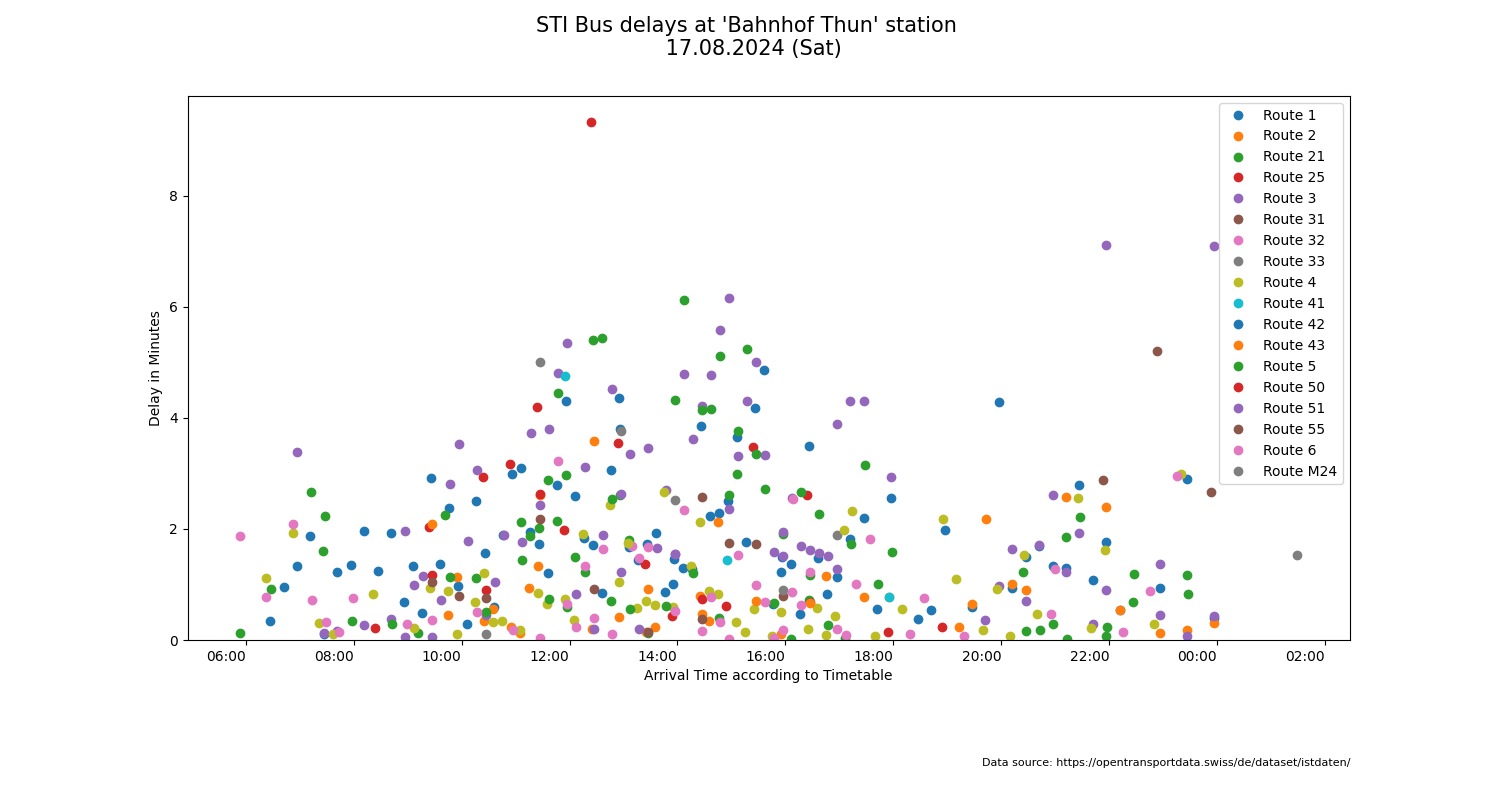 STI Bus delays at 'Bahnhof Thun' station
17.08.2024 (Sat)
Delay in Minutes
8
6
4
2
0
Route 1
Route 2
Route 21
Route 25
Route 3
Route 31
Route 32
Route 33
Route 4
Route 41
Route 42
Route 43
Route 5
Route 50
Route 51
Route 55
Route 6
Route M24
06:00 08:00 10:00 12:00 14:00 16:00 18:00 20:00 22:00 00:00 02:00
Arrival Time according to Timetable
Data source: https://opentransportdata.swiss/de/dataset/istdaten/